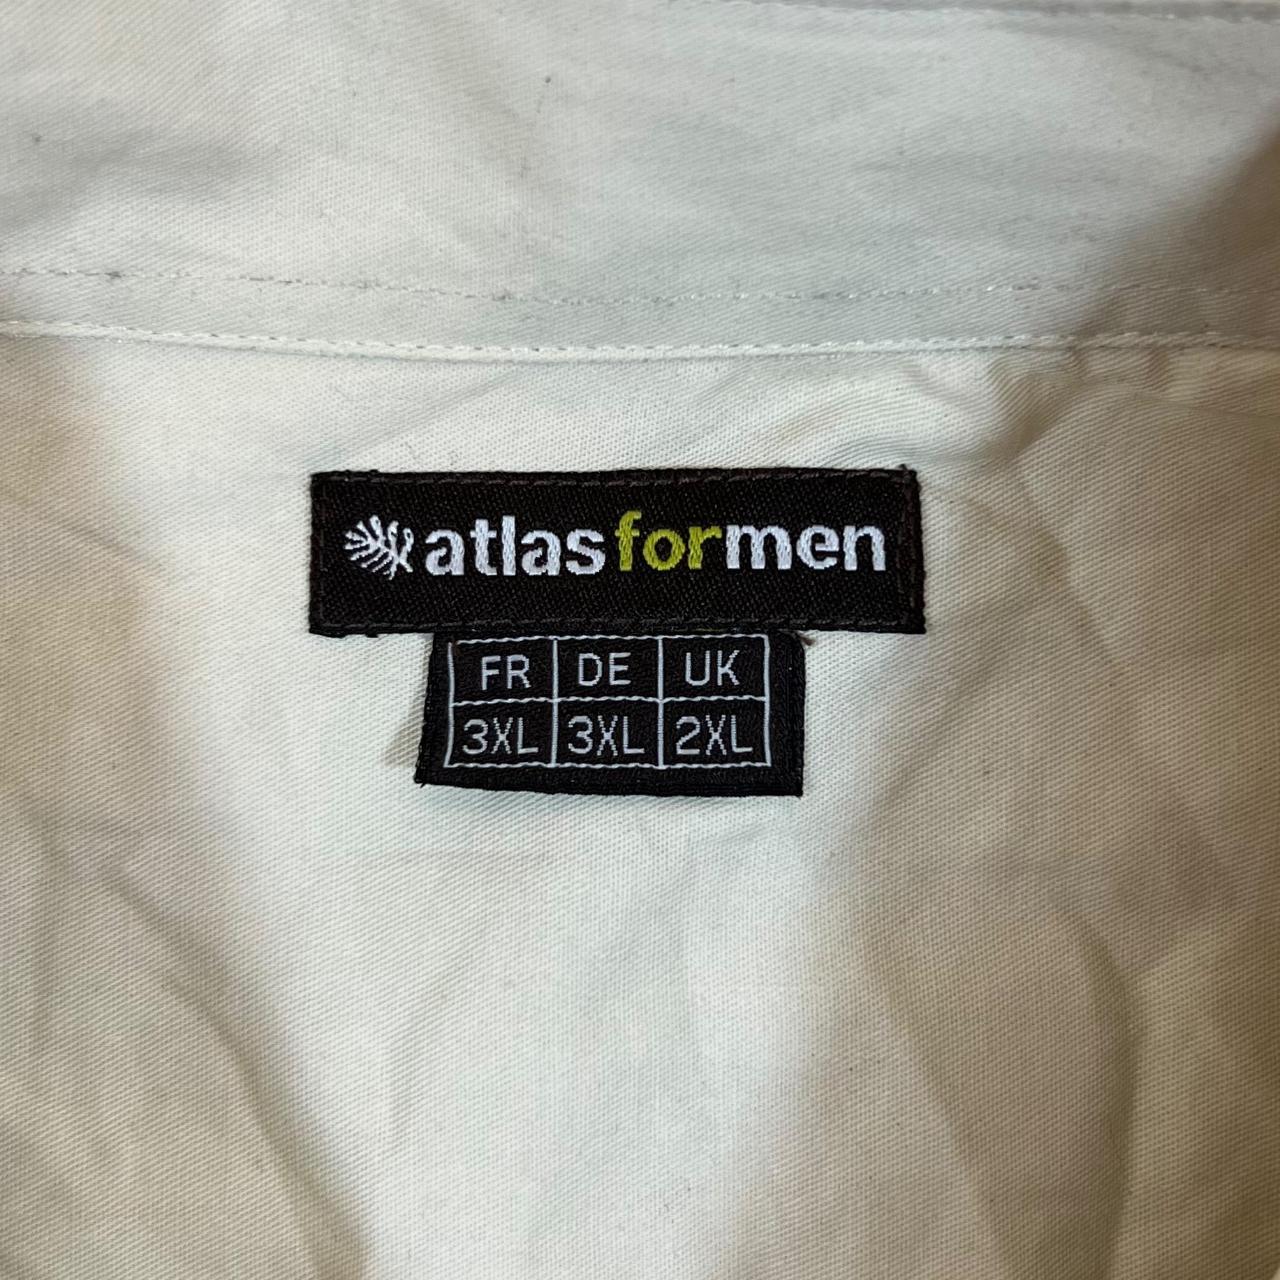 atlasformen
FR DE UK
3XL 3XL 2XL